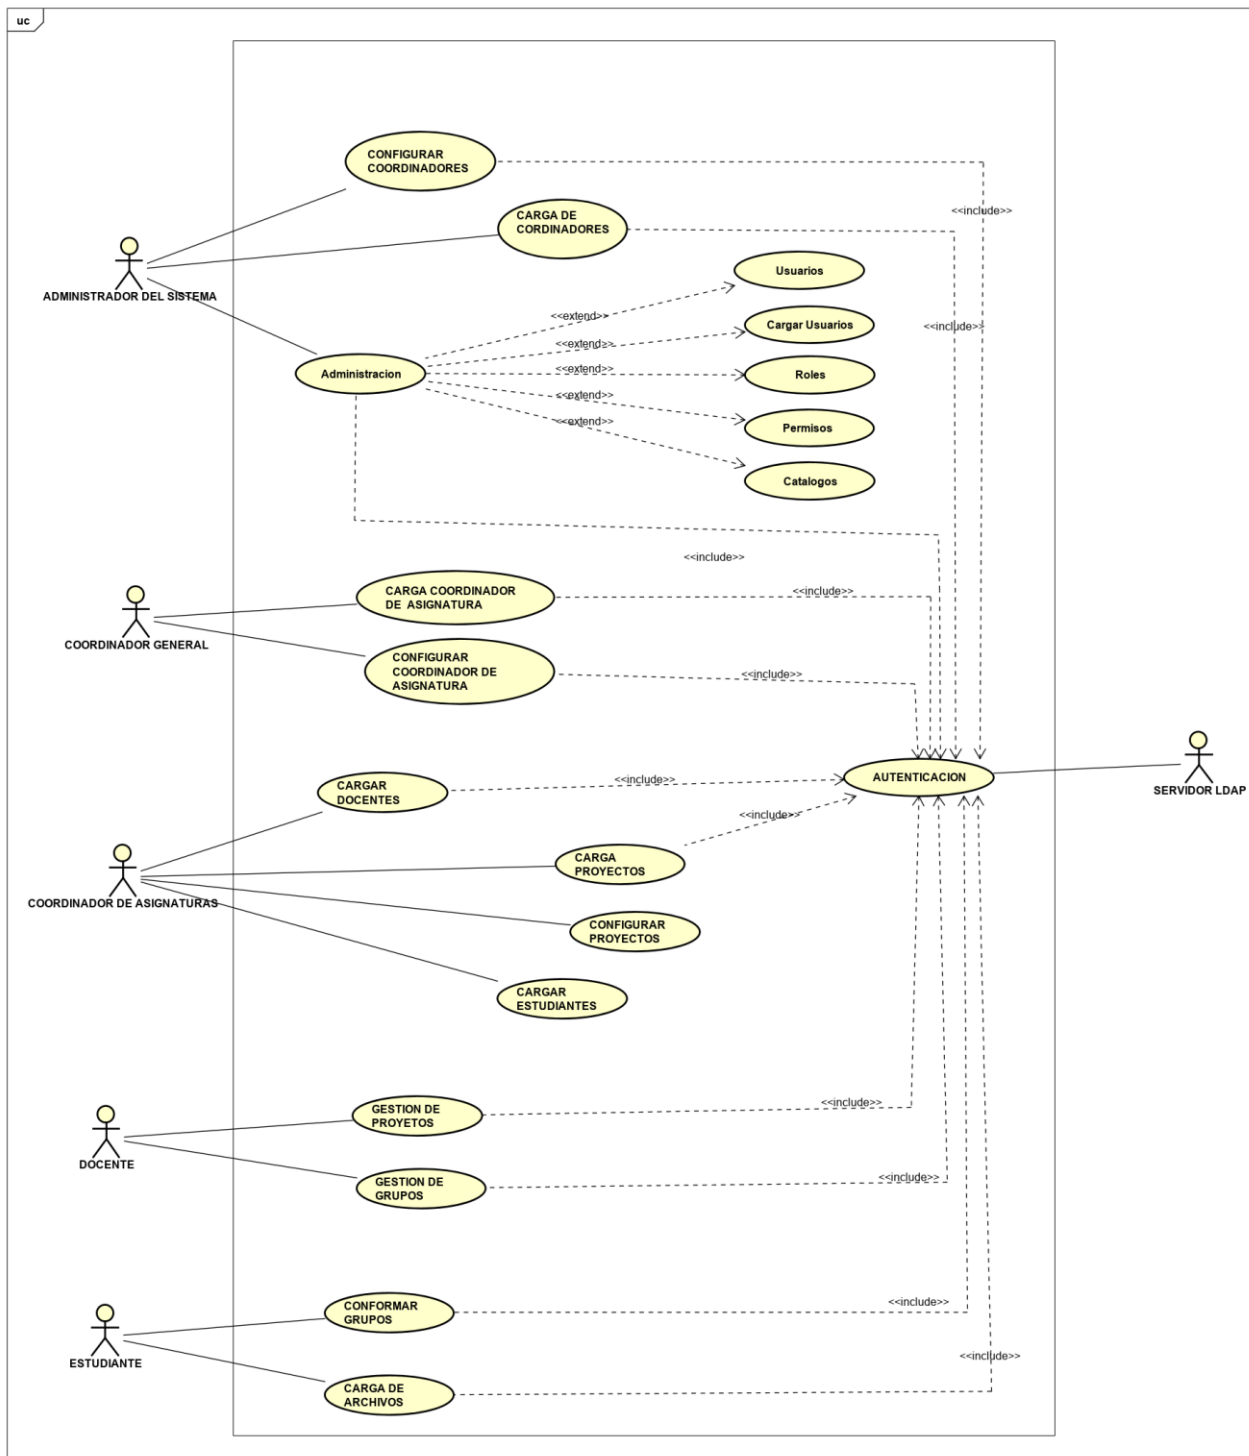 uc
CONFIGURAR
COORDINADORES
CARGA DE
CORDINADORES
<<include>>
ADMINISTRADOR DEL SISTEMA
Usuarios
<<extend>>
Cargar Usuarios
<<include>>
<<extend>>
Administracion
<<extend>>
Roles
<<extend>>
<<extend>>
Permisos
Catalogos
<<include>>
COORDINADOR GENERAL
CARGA COORDINADOR
DE ASIGNATURA
<<include>>
CONFIGURAR
COORDINADOR DE
ASIGNATURA
<<include>>
AUTENTICACION
SERVIDOR LDAP
CARGAR
DOCENTES
<<include>>
<<include>>
CARGA
PROYECTOS
COORDINADOR DE ASIGNATURAS
CONFIGURAR
PROYECTOS
CARGAR
ESTUDIANTES
GESTION DE
PROYETOS
<<include>>
DOCENTE
GESTION DE
GRUPOS
<<include>>
CONFORMAR
GRUPOS
<<include>>
ESTUDIANTE
<<include>>
CARGA DE
ARCHIVOS